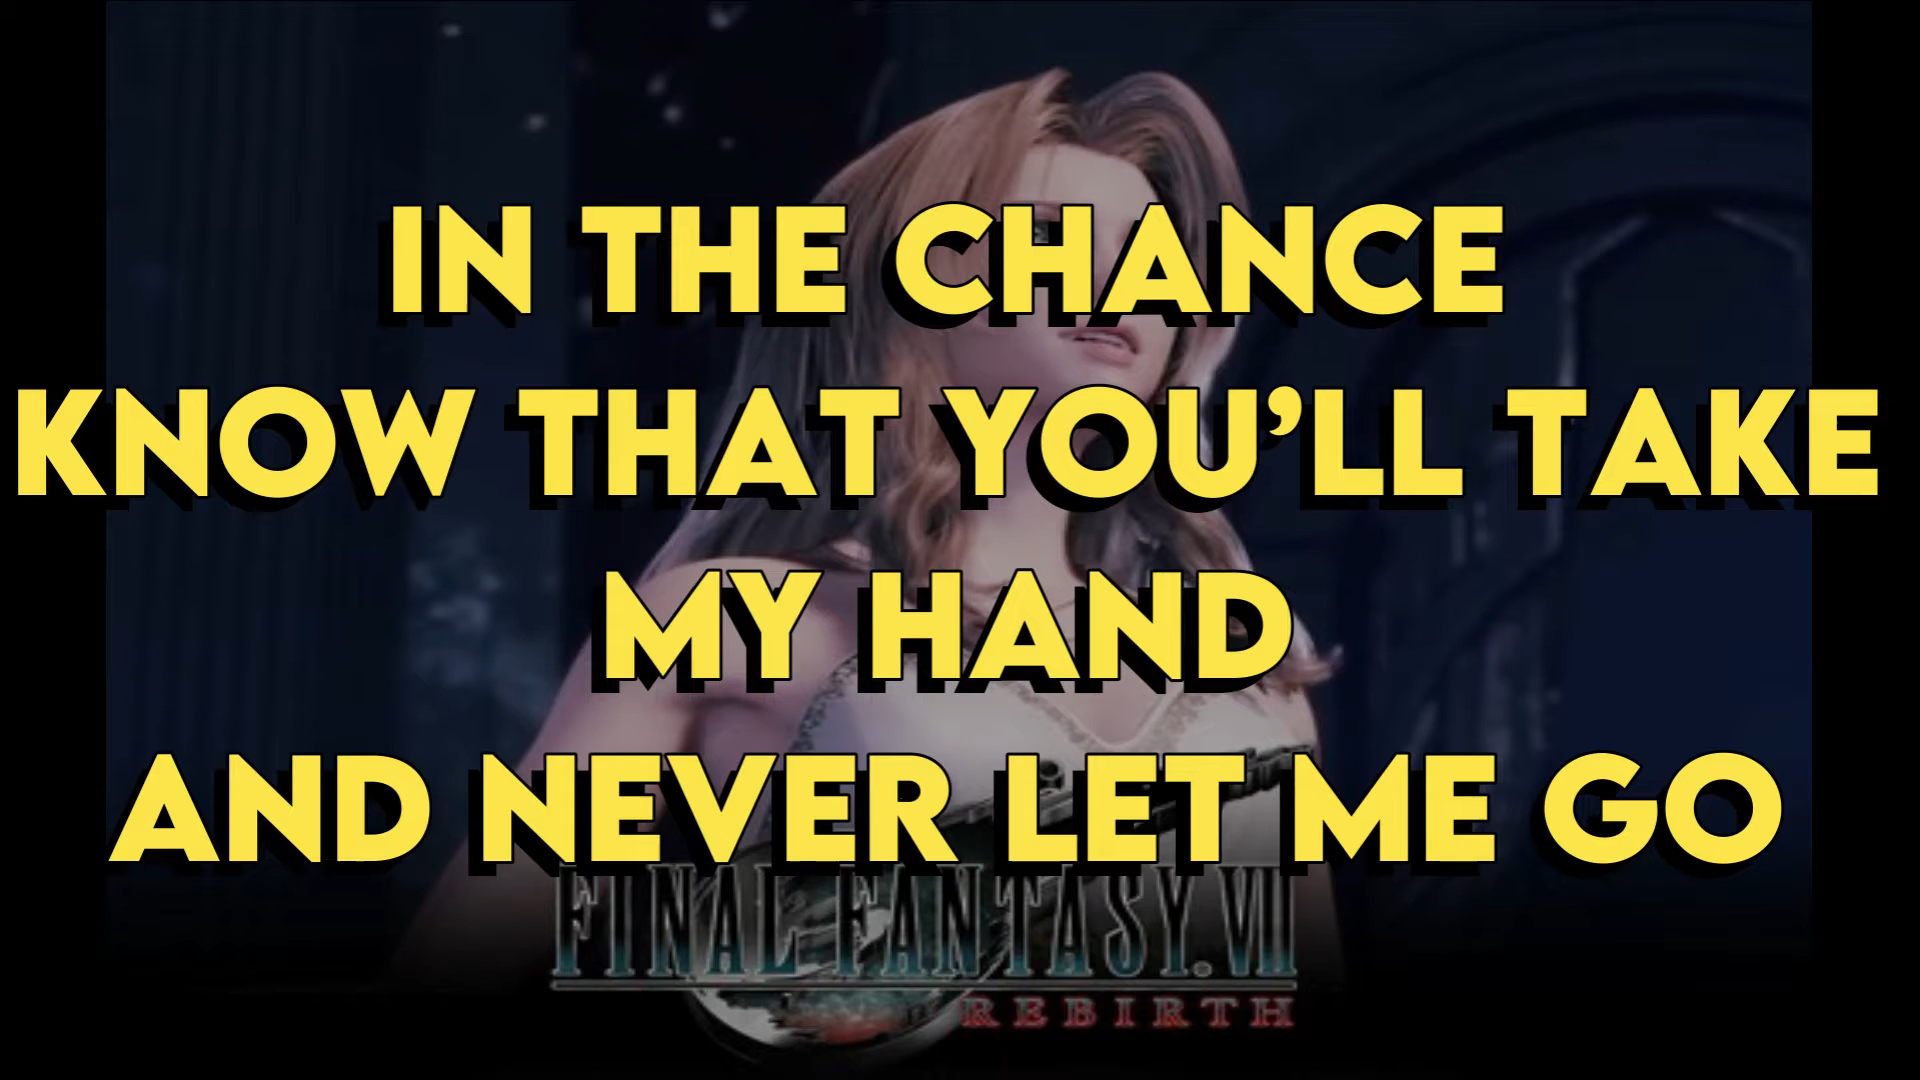 IN THE CHANCE
KNOW THAT YOU’LL TAKE
MY HAND
AND NEVER LET ME GO
FINAL FANTASY VII
REBIRTH